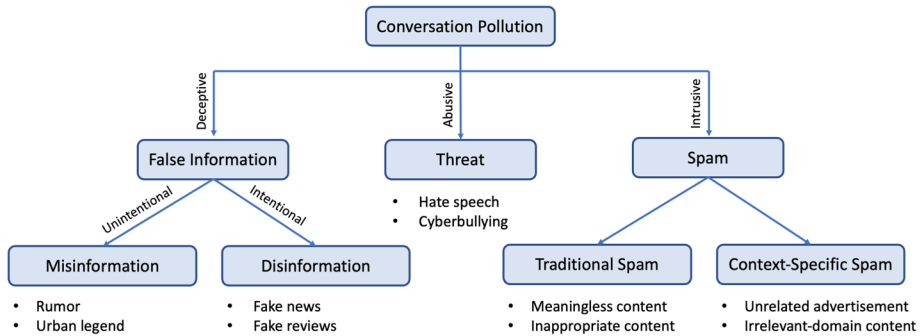 Conversation Pollution
Deceptive
Abusive
Intrusive
False Information
Threat
Spam
Unintentional
Intentional
• Hate speech
• Cyberbullying
Misinformation
Disinformation
Traditional Spam
Context-Specific Spam
• Rumor
• Urban legend
• Fake news
• Fake reviews
• Meaningless content
• Inappropriate content
• Unrelated advertisement
• Irrelevant-domain content